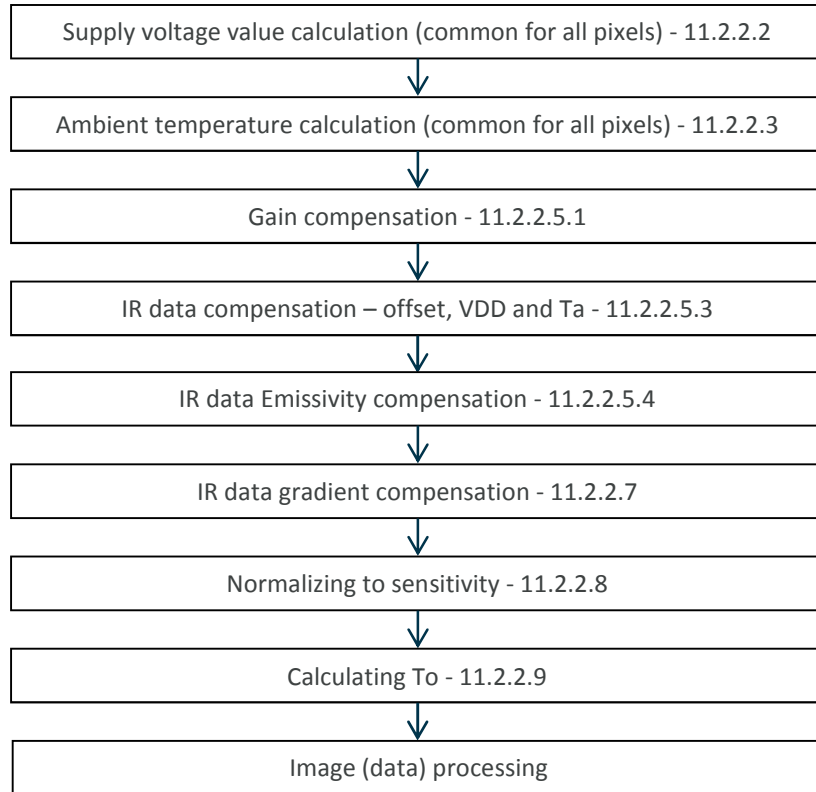 Supply voltage value calculation (common for all pixels) - 11.2.2.2
Ambient temperature calculation (common for all pixels) - 11.2.2.3
Gain compensation - 11.2.2.5.1
IR data compensation – offset, VDD and Ta - 11.2.2.5.3
IR data Emissivity compensation - 11.2.2.5.4
IR data gradient compensation - 11.2.2.7
Normalizing to sensitivity - 11.2.2.8
Calculating To - 11.2.2.9
Image (data) processing